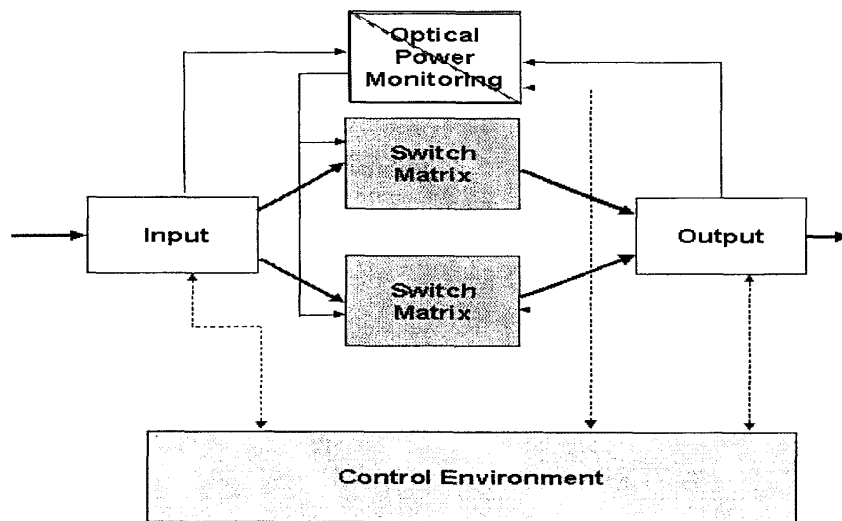 Optical
Power
Monitoring
Switch
Matrix
Input
Output
Switch
Matrix
Control Environment